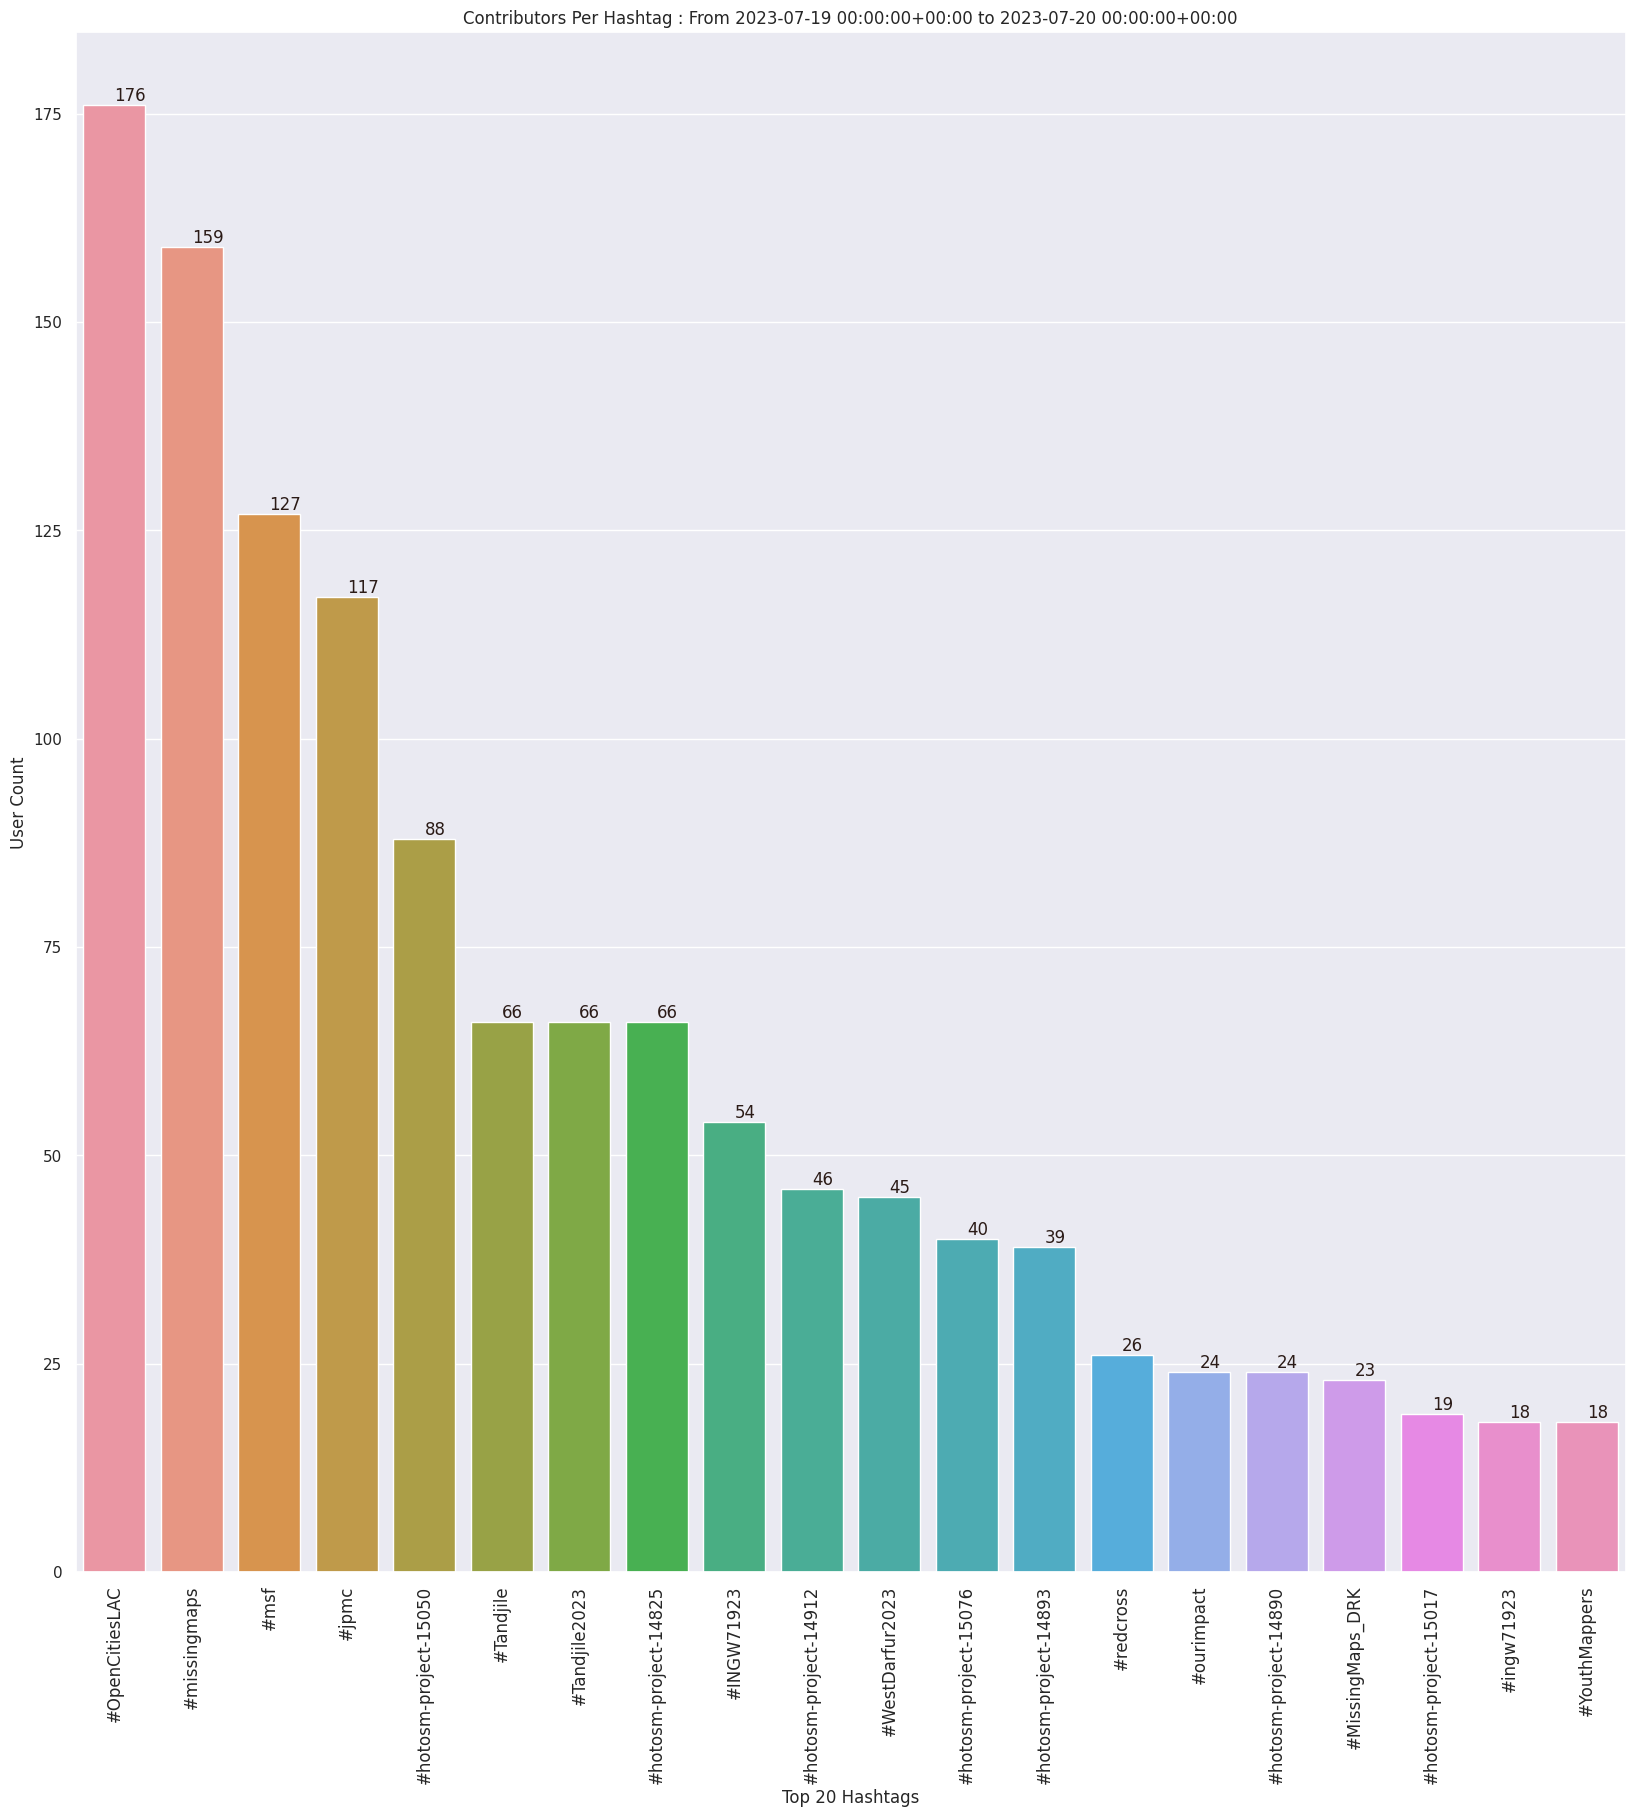 Contributors Per Hashtag : From 2023-07-19 00:00:00+00:00 to 2023-07-20 00:00:00+00:00
User Count
175
150
125
100
75
50
25
0
176
159
127
117
88
66
66
66
54
46
45
40
39
26
24
24
23
19
18
18
#OpenCitiesLAC
#missingmaps
#msf
#jpmc
#hotosm-project-15050
#Tandjile
#Tandjile2023
#hotosm-project-14825
#INGW71923
#hotosm-project-14912
#WestDarfur2023
#hotosm-project-15076
#hotosm-project-14893
#redcross
#ourimpact
#hotosm-project-14890
#MissingMaps_DRK
#hotosm-project-15017
#ingw71923
#YouthMappers
Top 20 Hashtags